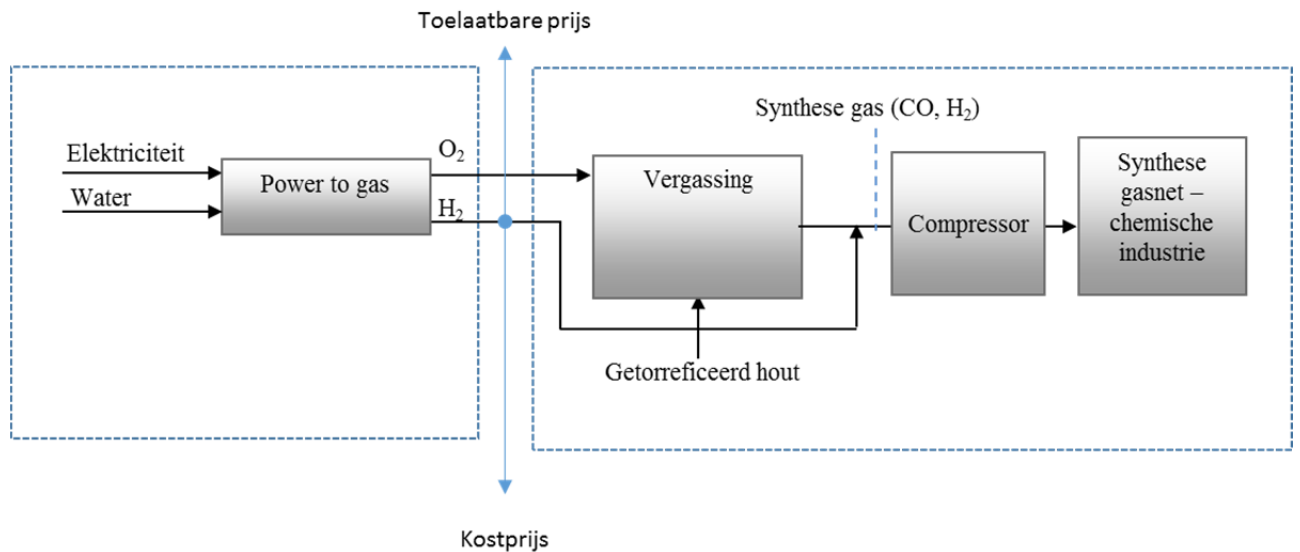 Toelaatbare prijs
Elektriciteit
Water
Power to gas
O₂
H₂
Vergassing
Getorreficeerd hout
Synthese gas (CO, H₂)
Compressor
Synthese
gasnet –
chemische
industrie
Kostprijs